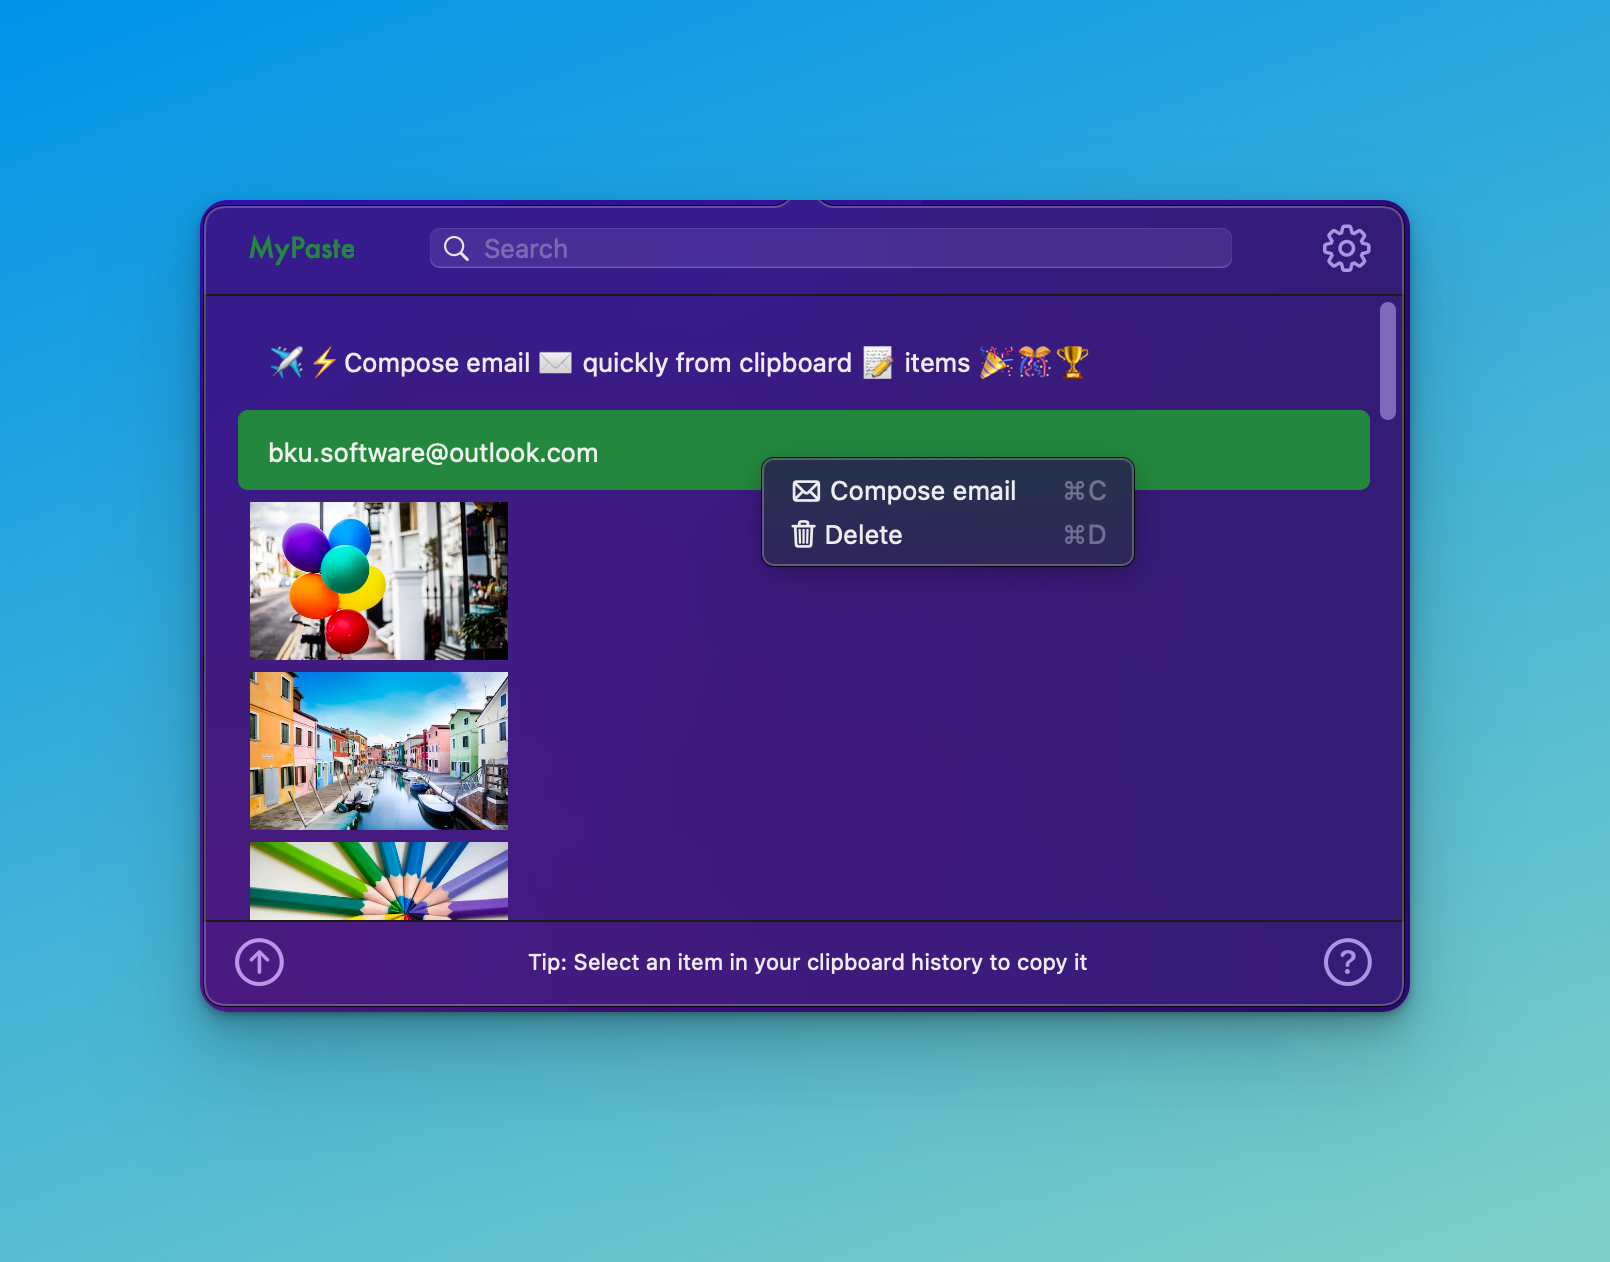 MyPaste
Search
✈️⚡Compose email ✉️ quickly from clipboard 📝 items 🎉🎊🏆
bku.software@outlook.com
Compose email ⌘C
Delete ⌘D
Tip: Select an item in your clipboard history to copy it
?